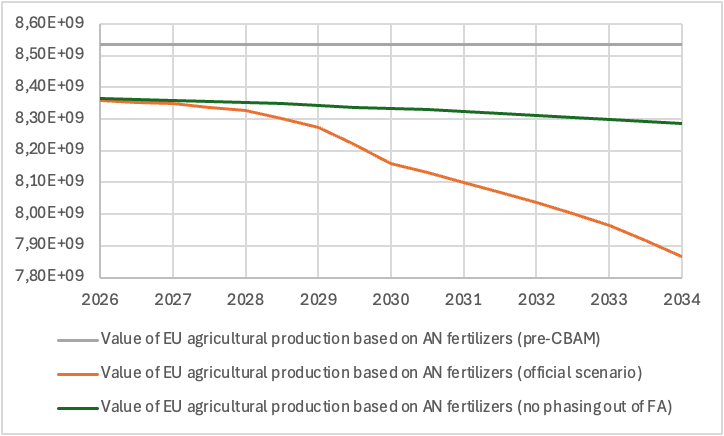 8,60E+09
8,50E+09
8,40E+09
8,30E+09
8,20E+09
8,10E+09
8,00E+09
7,90E+09
7,80E+09
2026 2027 2028 2029 2030 2031 2032 2033 2034
Value of EU agricultural production based on AN fertilizers (pre-CBAM)
Value of EU agricultural production based on AN fertilizers (official scenario)
Value of EU agricultural production based on AN fertilizers (no phasing out of FA)